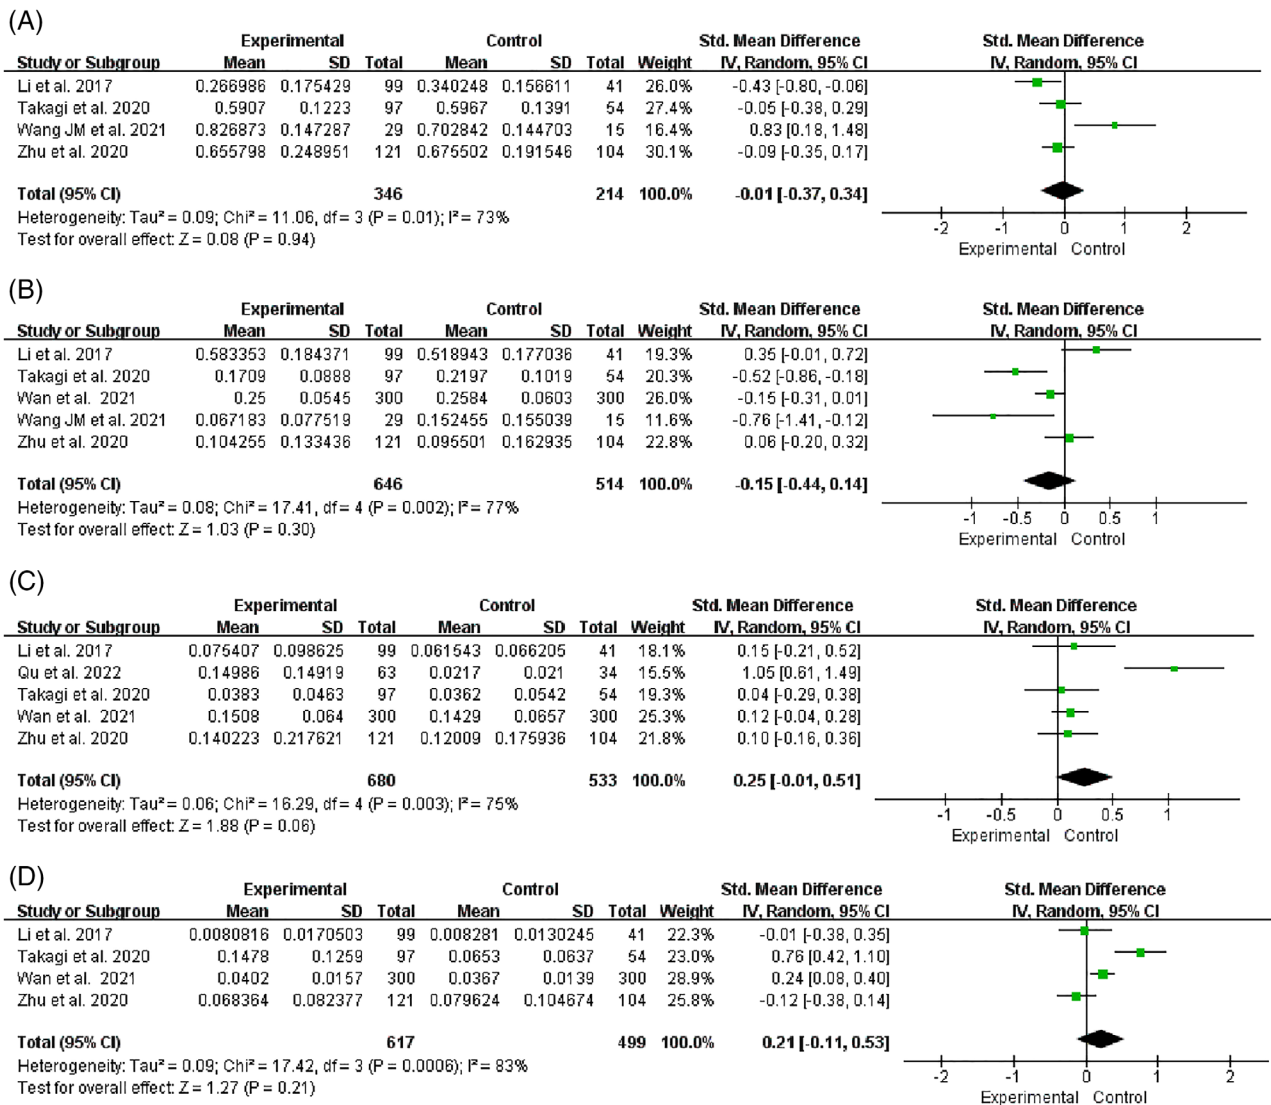 (A)
Experimental Control Std. Mean Difference Std. Mean Difference
Study or Subgroup Mean SD Total Mean SD Total Weight IV, Random, 95% CI IV, Random, 95% CI
Li et al. 2017 0.266986 0.175429 99 0.340248 0.156611 41 26.0% -0.43 [-0.80, -0.06]
Takagi et al. 2020 0.5907 0.1223 97 0.5967 0.1391 54 27.4% -0.05 [-0.38, 0.29]
Wang JM et al. 2021 0.826873 0.147287 29 0.702842 0.144703 15 16.4% 0.83 [0.18, 1.48]
Zhu et al. 2020 0.655798 0.248951 121 0.675502 0.191546 104 30.1% -0.09 [-0.35, 0.17]
Total (95% CI) 346 214 100.0% -0.01 [-0.37, 0.34]
Heterogeneity: Tau² = 0.09; Chi² = 11.06, df = 3 (P = 0.01); I² = 73%
Test for overall effect: Z = 0.08 (P = 0.94)
-2 -1 0 1 2
Experimental Control
(B)
Experimental Control Std. Mean Difference Std. Mean Difference
Study or Subgroup Mean SD Total Mean SD Total Weight IV, Random, 95% CI IV, Random, 95% CI
Li et al. 2017 0.583353 0.184371 99 0.518943 0.177036 41 19.3% 0.35 [-0.01, 0.72]
Takagi et al. 2020 0.1709 0.0888 97 0.2197 0.1019 54 20.3% -0.52 [-0.86, -0.18]
Wan et al. 2021 0.25 0.0545 300 0.2584 0.0603 300 26.0% -0.15 [-0.31, 0.01]
Wang JM et al. 2021 0.067183 0.077519 29 0.152455 0.155039 15 11.6% -0.76 [-1.41, -0.12]
Zhu et al. 2020 0.104255 0.133436 121 0.095501 0.162935 104 22.8% 0.06 [-0.20, 0.32]
Total (95% CI) 646 514 100.0% -0.15 [-0.44, 0.14]
Heterogeneity: Tau² = 0.08; Chi² = 17.41, df = 4 (P = 0.002); I² = 77%
Test for overall effect: Z = 1.03 (P = 0.30)
-1 -0.5 0 0.5 1
Experimental Control
(C)
Experimental Control Std. Mean Difference Std. Mean Difference
Study or Subgroup Mean SD Total Mean SD Total Weight IV, Random, 95% CI IV, Random, 95% CI
Li et al. 2017 0.075407 0.098625 99 0.061543 0.066205 41 18.1% 0.15 [-0.21, 0.52]
Qu et al. 2022 0.14986 0.14919 63 0.0217 0.021 34 15.5% 1.05 [0.61, 1.49]
Takagi et al. 2020 0.0383 0.0463 97 0.0362 0.0542 54 19.3% 0.04 [-0.29, 0.38]
Wan et al. 2021 0.1508 0.064 300 0.1429 0.0657 300 25.3% 0.12 [-0.04, 0.28]
Zhu et al. 2020 0.140223 0.217621 121 0.12009 0.175936 104 21.8% 0.10 [-0.16, 0.36]
Total (95% CI) 680 533 100.0% 0.25 [-0.01, 0.51]
Heterogeneity: Tau² = 0.06; Chi² = 16.29, df = 4 (P = 0.003); I² = 75%
Test for overall effect: Z = 1.88 (P = 0.06)
-1 -0.5 0 0.5 1
Experimental Control
(D)
Experimental Control Std. Mean Difference Std. Mean Difference
Study or Subgroup Mean SD Total Mean SD Total Weight IV, Random, 95% CI IV, Random, 95% CI
Li et al. 2017 0.0080816 0.0170503 99 0.008281 0.0130245 41 22.3% -0.01 [-0.38, 0.35]
Takagi et al. 2020 0.1478 0.1259 97 0.0653 0.0637 54 23.0% 0.76 [0.42, 1.10]
Wan et al. 2021 0.0402 0.0157 300 0.0367 0.0139 300 28.9% 0.24 [0.08, 0.40]
Zhu et al. 2020 0.068364 0.082377 121 0.079624 0.104674 104 25.8% -0.12 [-0.38, 0.14]
Total (95% CI) 617 499 100.0% 0.21 [-0.11, 0.53]
Heterogeneity: Tau² = 0.09; Chi² = 17.42, df = 3 (P = 0.0006); I² = 83%
Test for overall effect: Z = 1.27 (P = 0.21)
-2 -1 0 1 2
Experimental Control